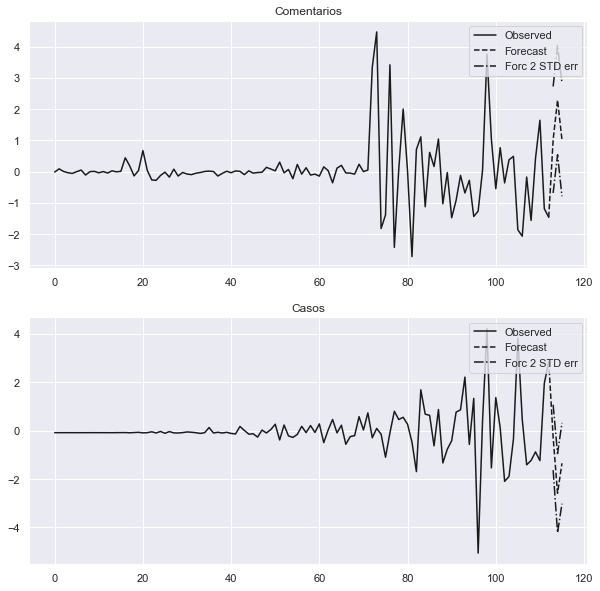 Comentarios
Observed
Forecast
Forc 2 STD err
4
3
2
1
0
−1
−2
−3
0 20 40 60 80 100 120
Casos
Observed
Forecast
Forc 2 STD err
4
2
0
−2
−4
0 20 40 60 80 100 120